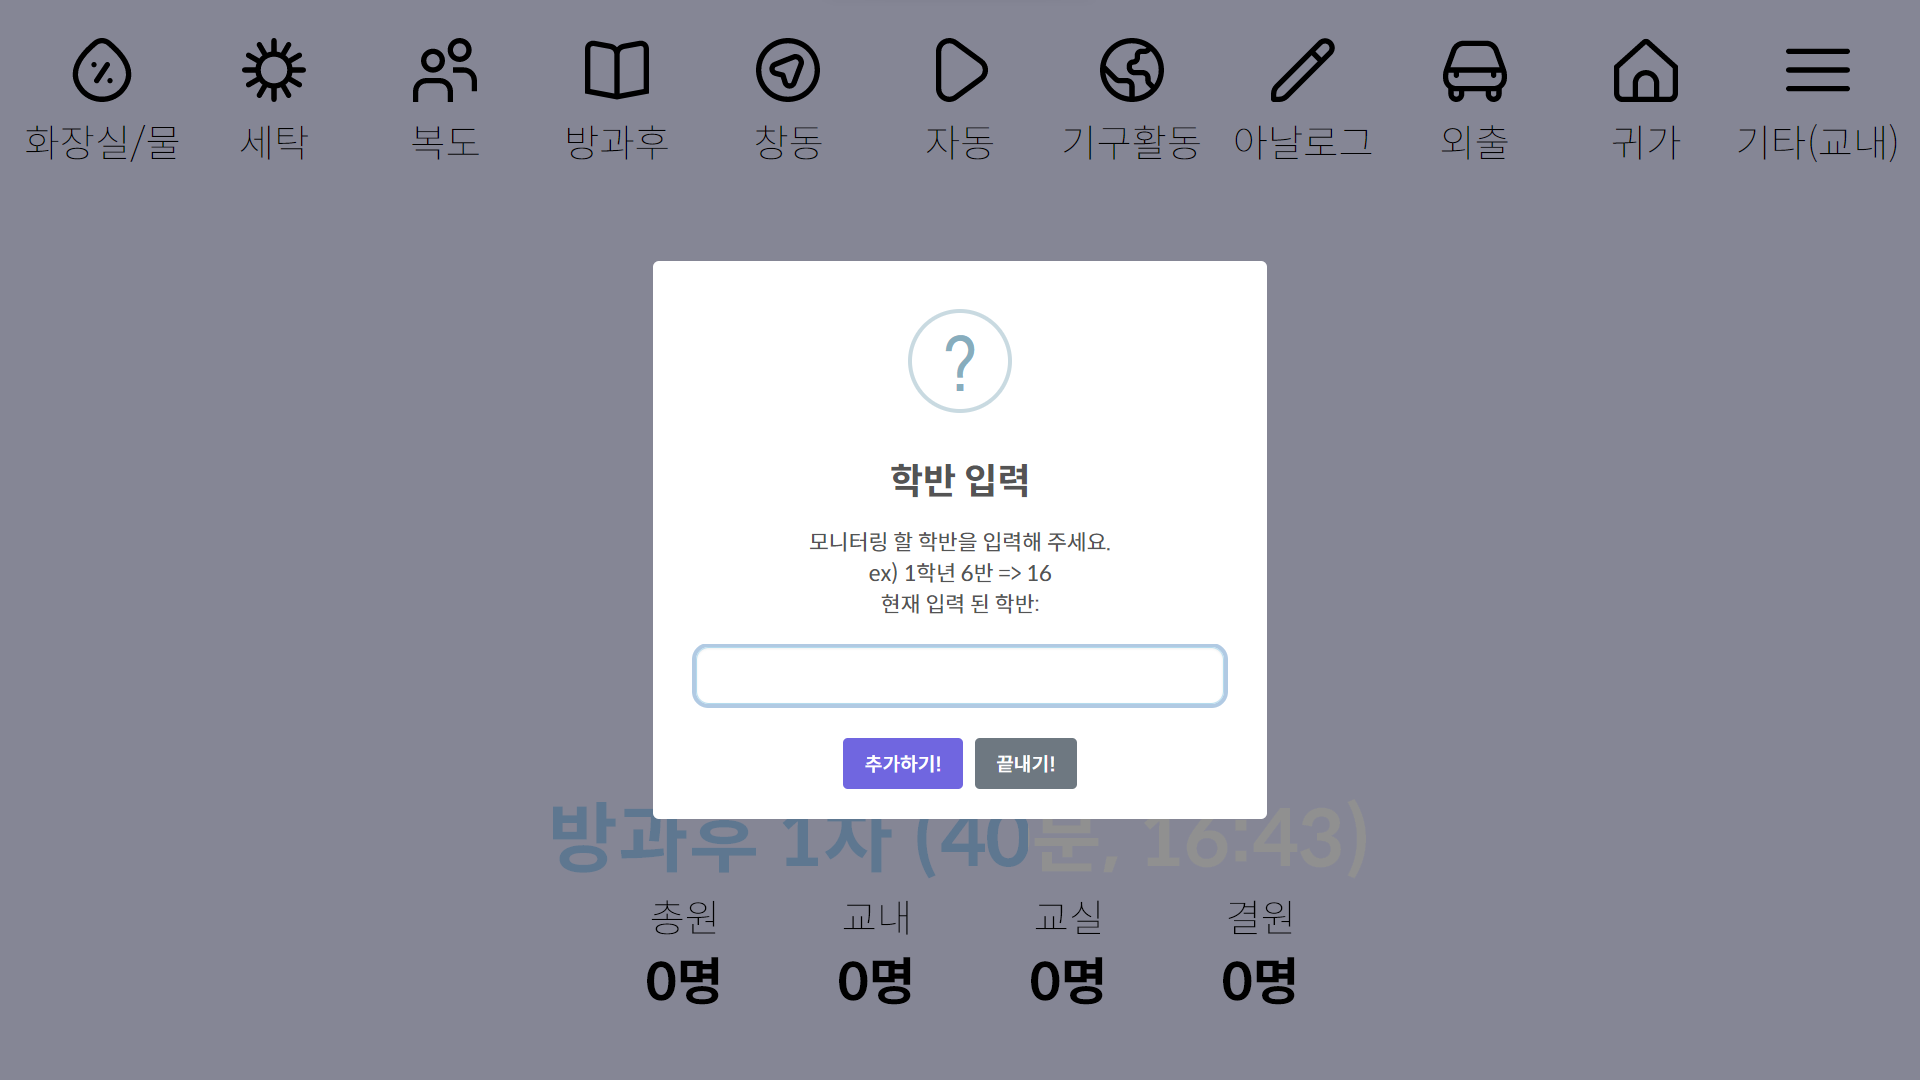 화장실/물 세탁 복도 방과후 창동 자동 기구활동 아날로그 외출 귀가 기타(교내)
?
학반 입력
모니터링 할 학반을 입력해 주세요.
ex) 1학년 6반 => 16
현재 입력 된 학반:
추가하기! 끝내기!
방과후 1차 (40분, 16:43)
총원 교내 교실 결원
0명 0명 0명 0명